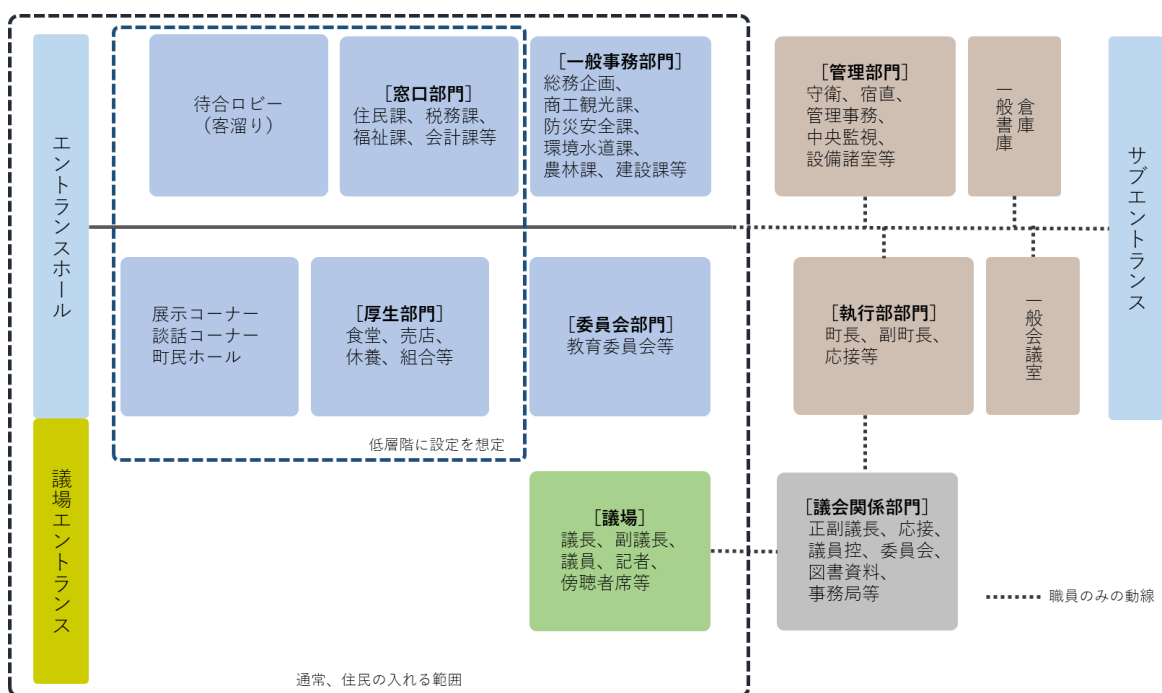 エントランスホール
待合ロビー
（客溜り）
［窓口部門］
住民課、税務課、
福祉課、会計課等
［一般事務部門］
総務企画、
商工観光課、
防災安全課、
環境水道課、
農林課、建設課等
［管理部門］
守衛、宿直、
管理事務、
中央監視、
設備諸室等
倉庫
一般書庫
サブエントランス
展示コーナー
談話コーナー
町民ホール
［厚生部門］
食堂、売店、
休養、組合等
［委員会部門］
教育委員会等
［執行部部門］
町長、副町長、
応接等
一般会議室
低層階に設定を想定
議場エントランス
［議場］
議長、副議長、
議員、記者、
傍聴者席等
［議会関係部門］
正副議長、応接、
議員控、委員会、
図書資料、
事務局等
職員のみの動線
通常、住民の入れる範囲